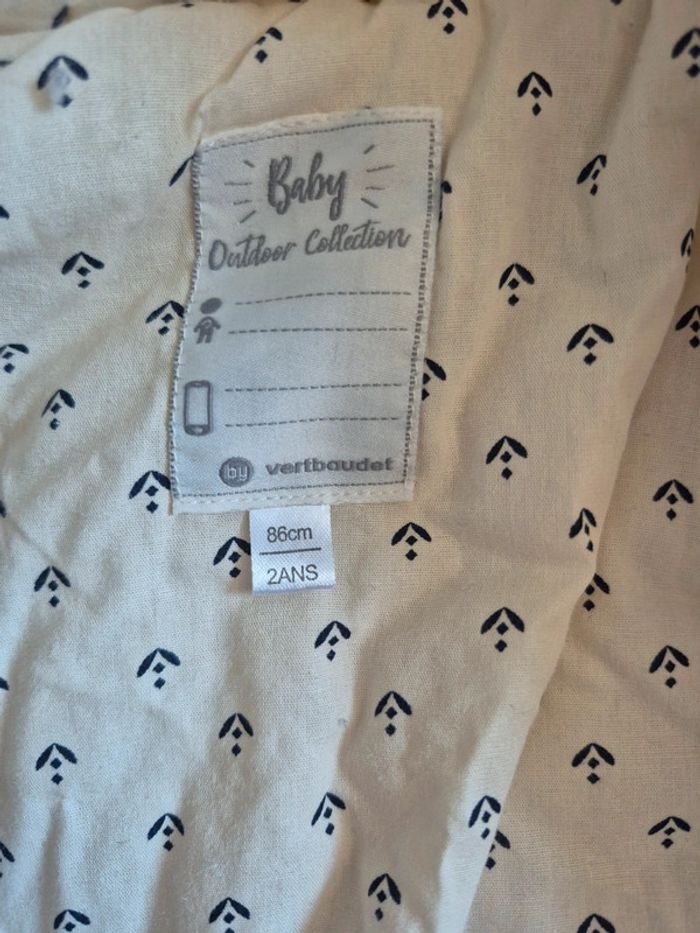 Baby
Outdoor Collection
by vertbaudet
86cm
2ANS